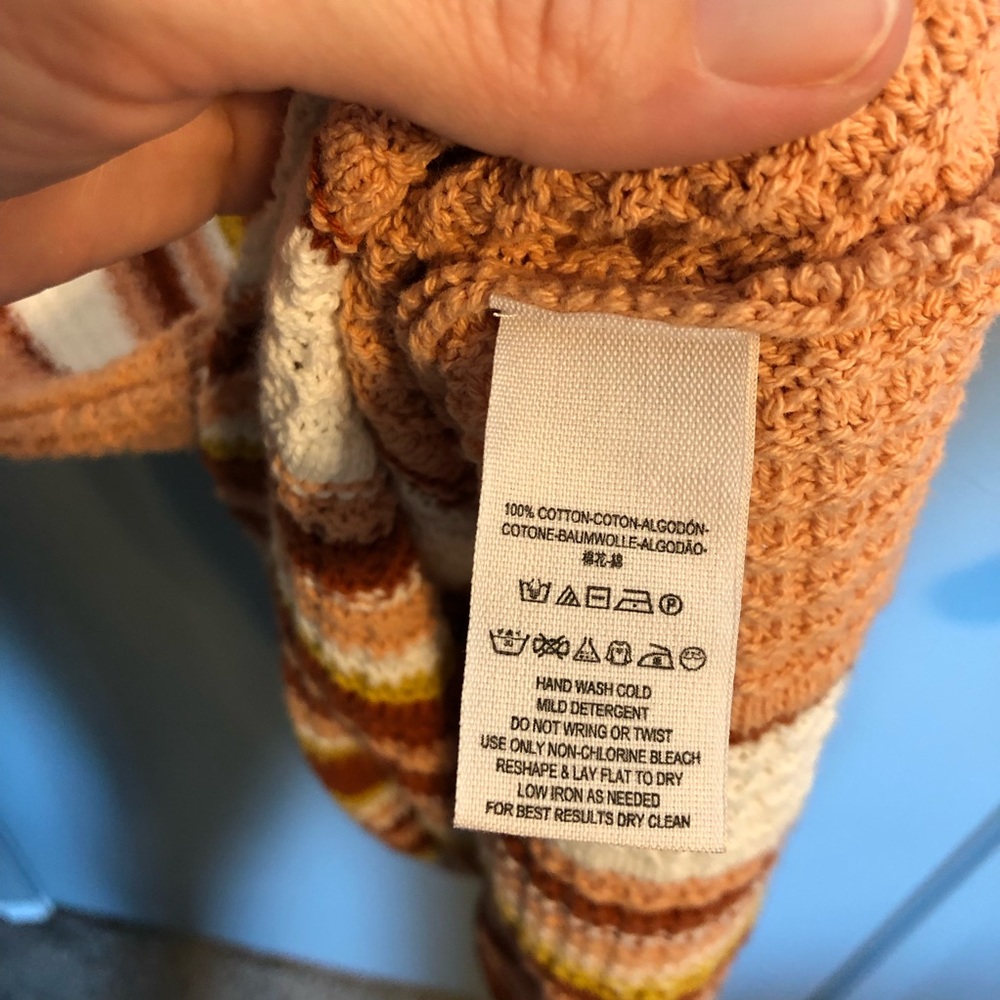 100% COTTON-COTON-ALGODÓN-
COTONE-BAUMWOLLE-ALGODÃO-
棉花-綿
P
30
HAND WASH COLD
MILD DETERGENT
DO NOT WRING OR TWIST
USE ONLY NON-CHLORINE BLEACH
RESHAPE & LAY FLAT TO DRY
LOW IRON AS NEEDED
FOR BEST RESULTS DRY CLEAN